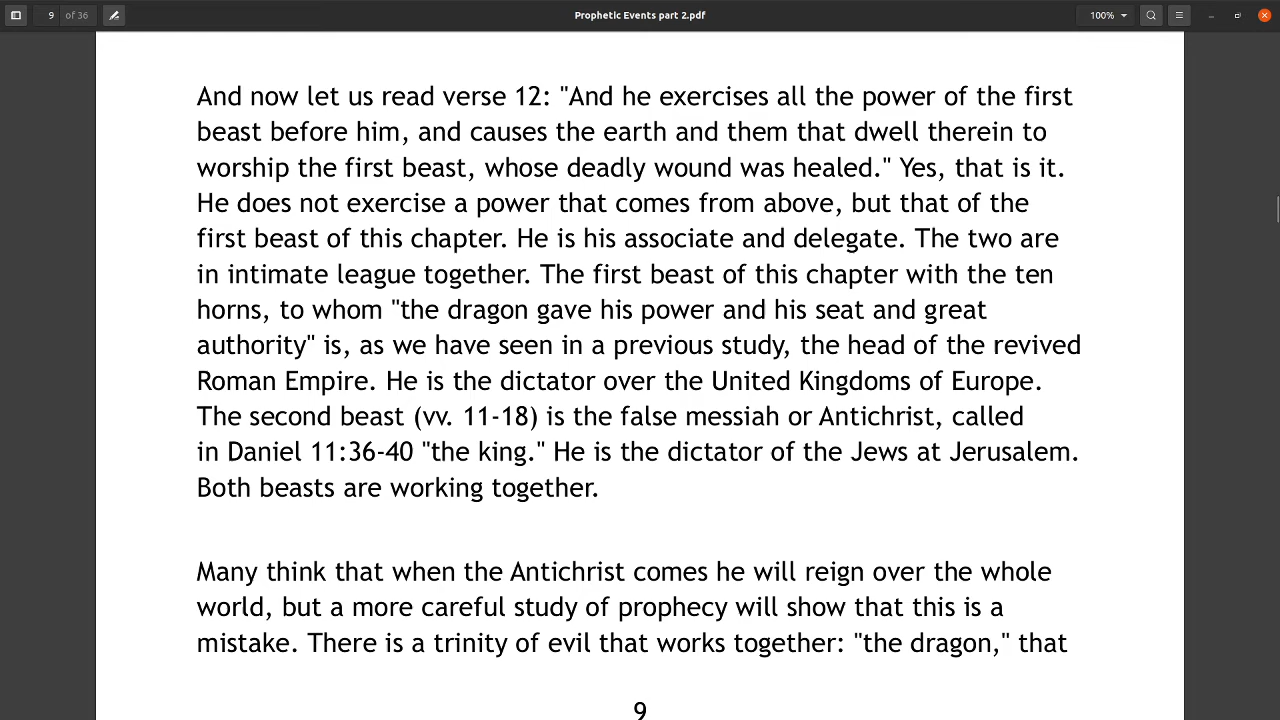 9 of 36
Prophetic Events part 2.pdf
100%
And now let us read verse 12: "And he exercises all the power of the first
beast before him, and causes the earth and them that dwell therein to
worship the first beast, whose deadly wound was healed." Yes, that is it.
He does not exercise a power that comes from above, but that of the
first beast of this chapter. He is his associate and delegate. The two are
in intimate league together. The first beast of this chapter with the ten
horns, to whom "the dragon gave his power and his seat and great
authority" is, as we have seen in a previous study, the head of the revived
Roman Empire. He is the dictator over the United Kingdoms of Europe.
The second beast (vv. 11-18) is the false messiah or Antichrist, called
in Daniel 11:36-40 "the king." He is the dictator of the Jews at Jerusalem.
Both beasts are working together.
Many think that when the Antichrist comes he will reign over the whole
world, but a more careful study of prophecy will show that this is a
mistake. There is a trinity of evil that works together: "the dragon," that
9